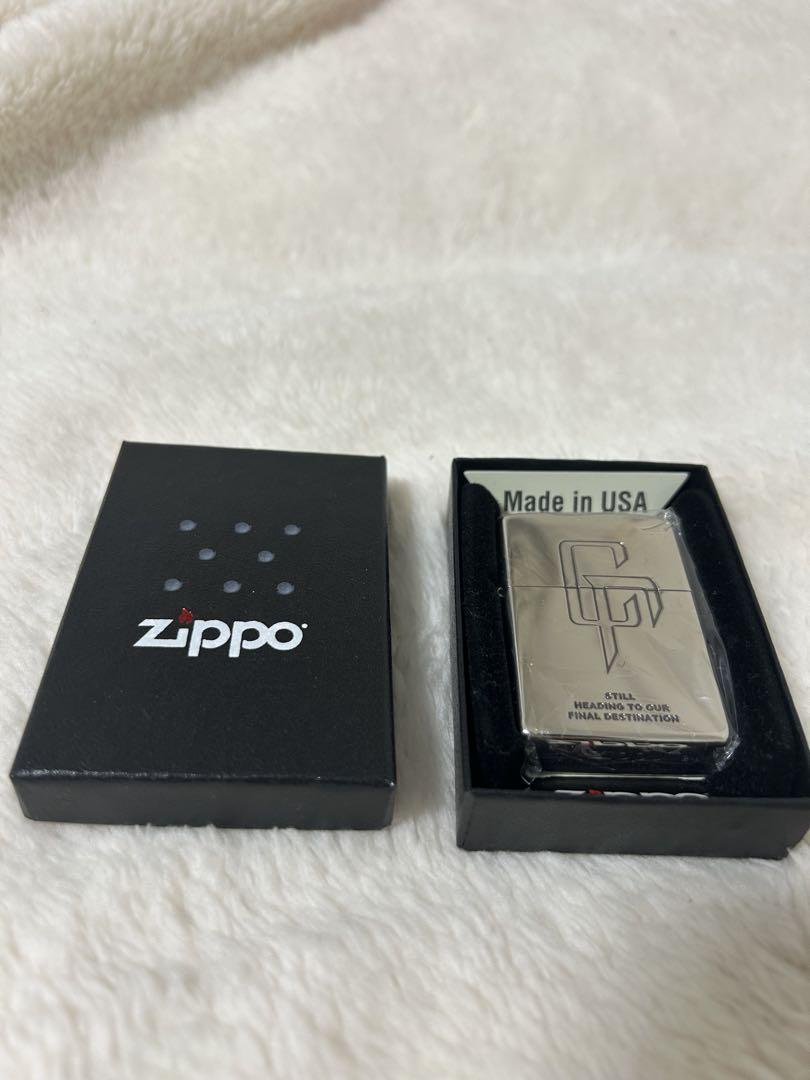 zippo
Made in USA
STILL
HEADING TO OUR
FINAL DESTINATION